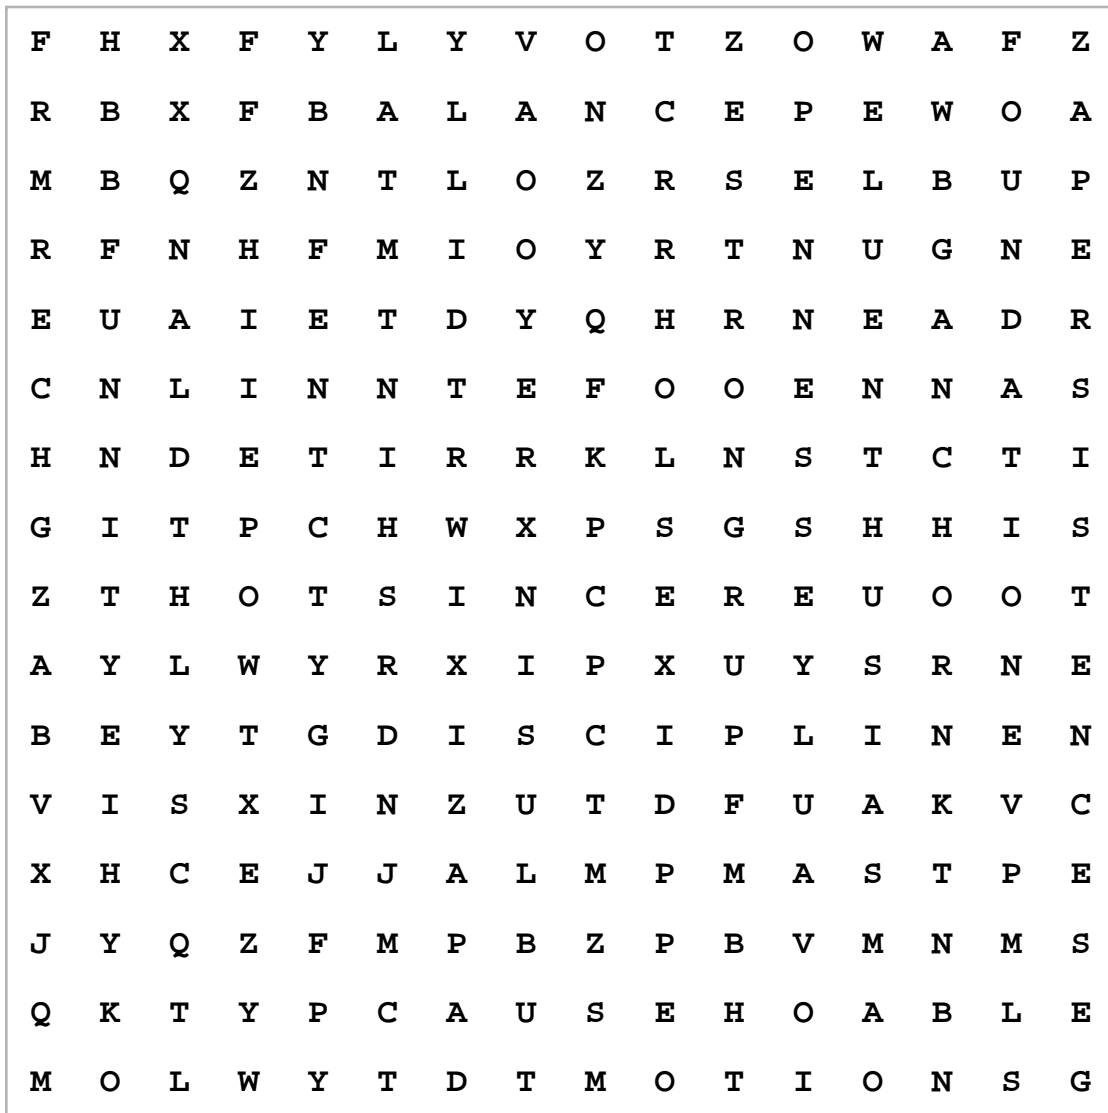 F H X F Y L Y V O T Z O W A F Z
R B X F B A L A N C E P E W O A
M B Q Z N T L O Z R S E L B U P
R F N H F M I O Y R T N U G N E
E U A I E T D Y Q H R N E A D R
C N L I N N T E F O O E N N A S
H N D E T I R R K L N S T C T I
G I T P C H W X P S G S H H I S
Z T H O T S I N C E R E U O O T
A Y L W Y R X I P X U Y S R N E
B E Y T G D I S C I P L I N E N
V I S X I N Z U T D F U A K V C
X H C E J J A L M P M A S T P E
J Y Q Z F M P B Z P B V M N M S
Q K T Y P C A U S E H O A B L E
M O L W Y T D T M O T I O N S G